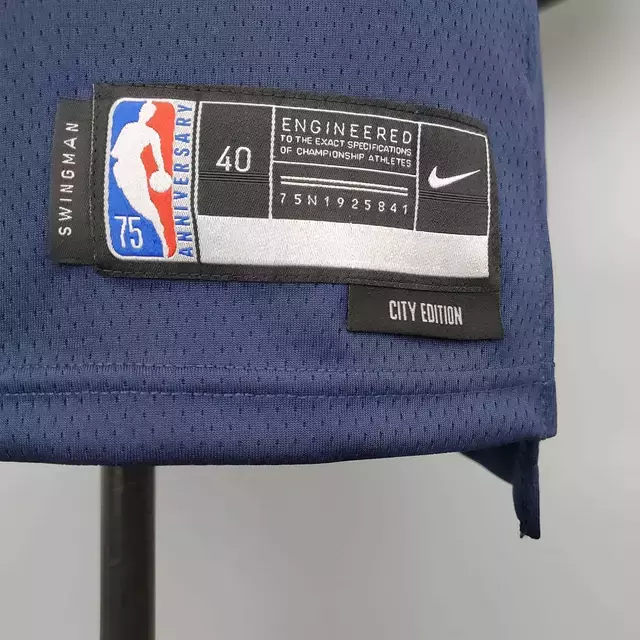 SWINGMAN
75
ANNIVERSARY
40
ENGINEERED
TO THE EXACT SPECIFICATIONS
OF CHAMPIONSHIP ATHLETES
75N1925841
CITY EDITION